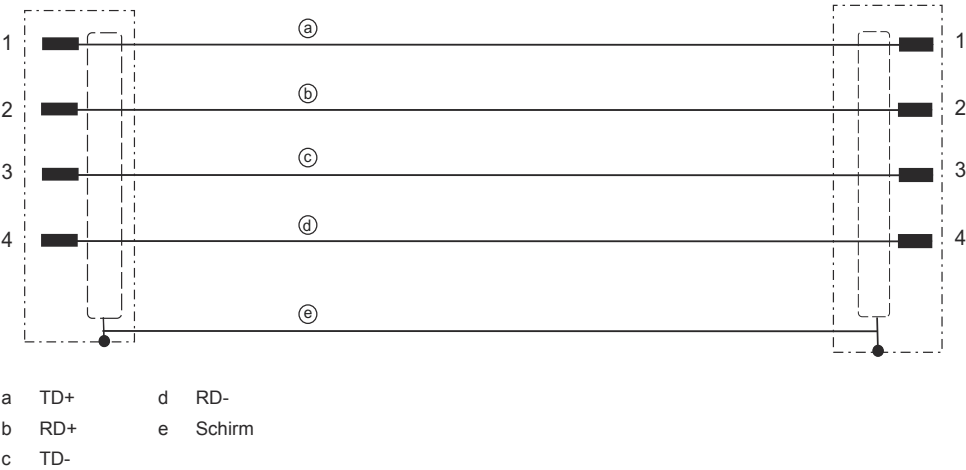 1 ⓐ 1
2 ⓑ 2
3 ⓒ 3
4 ⓓ 4
ⓔ
a TD+ d RD-
b RD+ e Schirm
c TD-